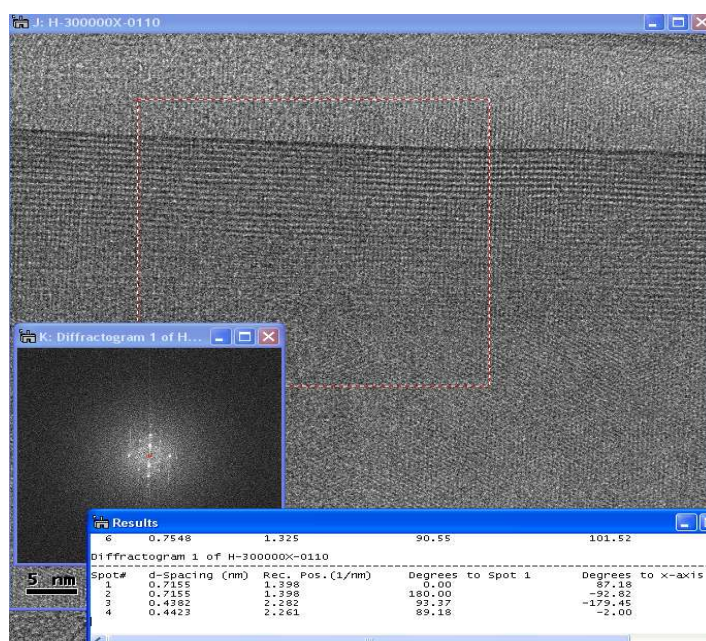 J: H-300000X-0110
K: Diffractogram 1 of H...
5 nm
Results
6 0.7548 1.325 90.55 101.52
Diffractogram 1 of H-300000X-0110
Spot# d-Spacing (nm) Rec. Pos.(1/nm) Degrees to Spot 1 Degrees to x-axis
1 0.7155 1.398 0.00 87.18
2 0.7155 1.398 180.00 -92.82
3 0.4382 2.282 93.37 -179.45
4 0.4423 2.261 89.18 -2.00